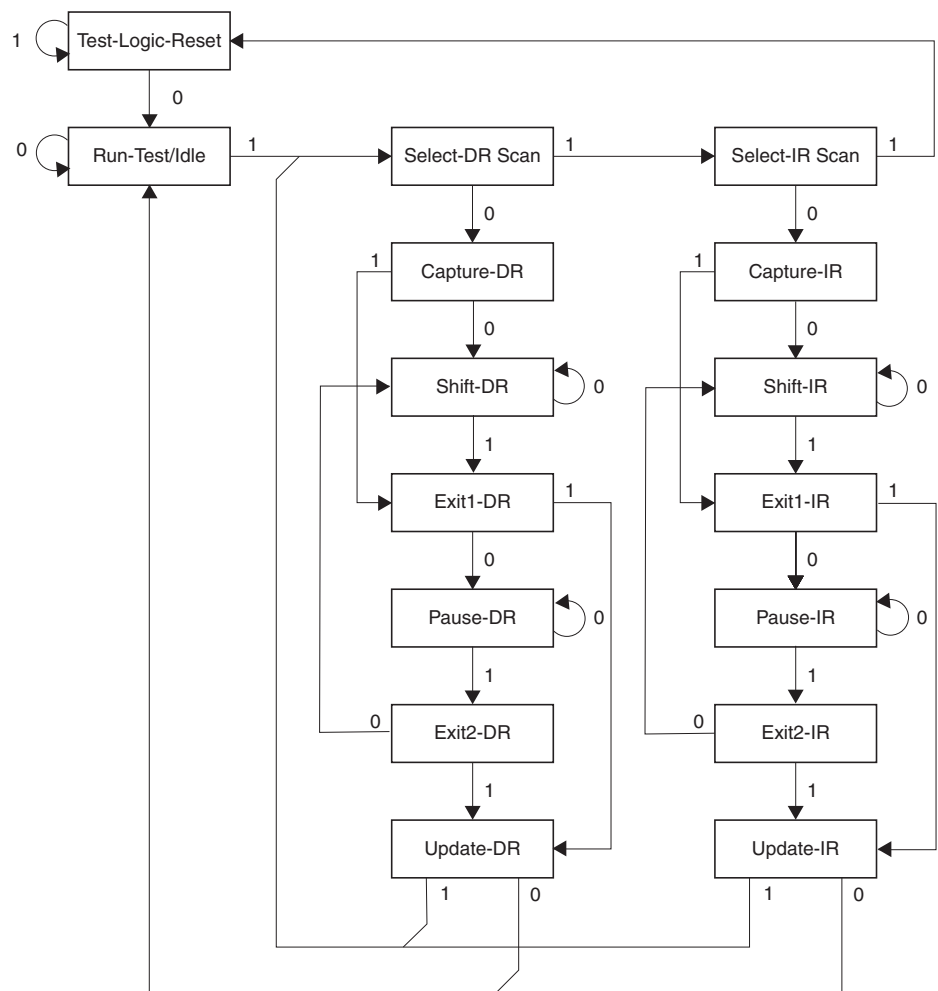 Test-Logic-Reset
1
0
Run-Test/Idle
0
1
Select-DR Scan
1
Select-IR Scan
1
0
0
1
Capture-DR
1
Capture-IR
0
0
Shift-DR
0
Shift-IR
0
1
1
Exit1-DR
1
Exit1-IR
1
0
0
Pause-DR
0
Pause-IR
0
1
1
0
Exit2-DR
0
Exit2-IR
1
1
Update-DR
Update-IR
1
0
1
0